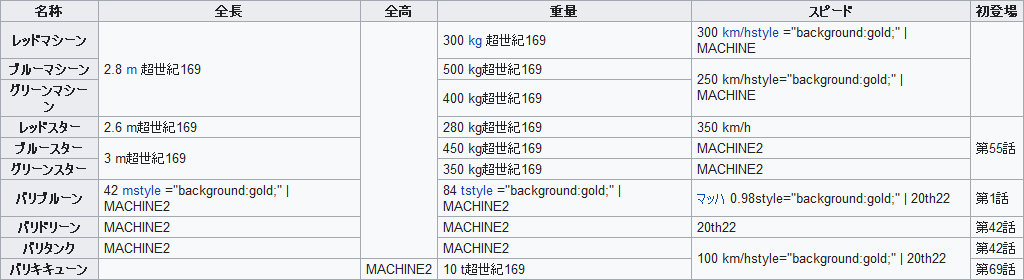 名称 全長 全高 重量 スピード 初登場
レッドマシーン 2.8 m 超世紀169 300 kg 超世紀169 300 km/hstyle ="background:gold;" |
MACHINE
ブルーマシーン 500 kg超世紀169 250 km/hstyle="background:gold;" |
MACHINE
グリーンマシー
ン 400 kg超世紀169
レッドスター 2.6 m超世紀169 280 kg超世紀169 350 km/h 第55話
ブルースター 3 m超世紀169 450 kg超世紀169 MACHINE2
グリーンスター 350 kg超世紀169 MACHINE2
バリブルーン 42 mstyle ="background:gold;" |
MACHINE2 84 tstyle ="background:gold;" |
MACHINE2 マッハ 0.98style="background:gold;" | 20th22 第1話
バリドリーン MACHINE2 MACHINE2 20th22 第42話
バリタンク MACHINE2 MACHINE2 100 km/hstyle="background:gold;" | 20th22 第42話
バリキキューン MACHINE2 10 t超世紀169 第69話